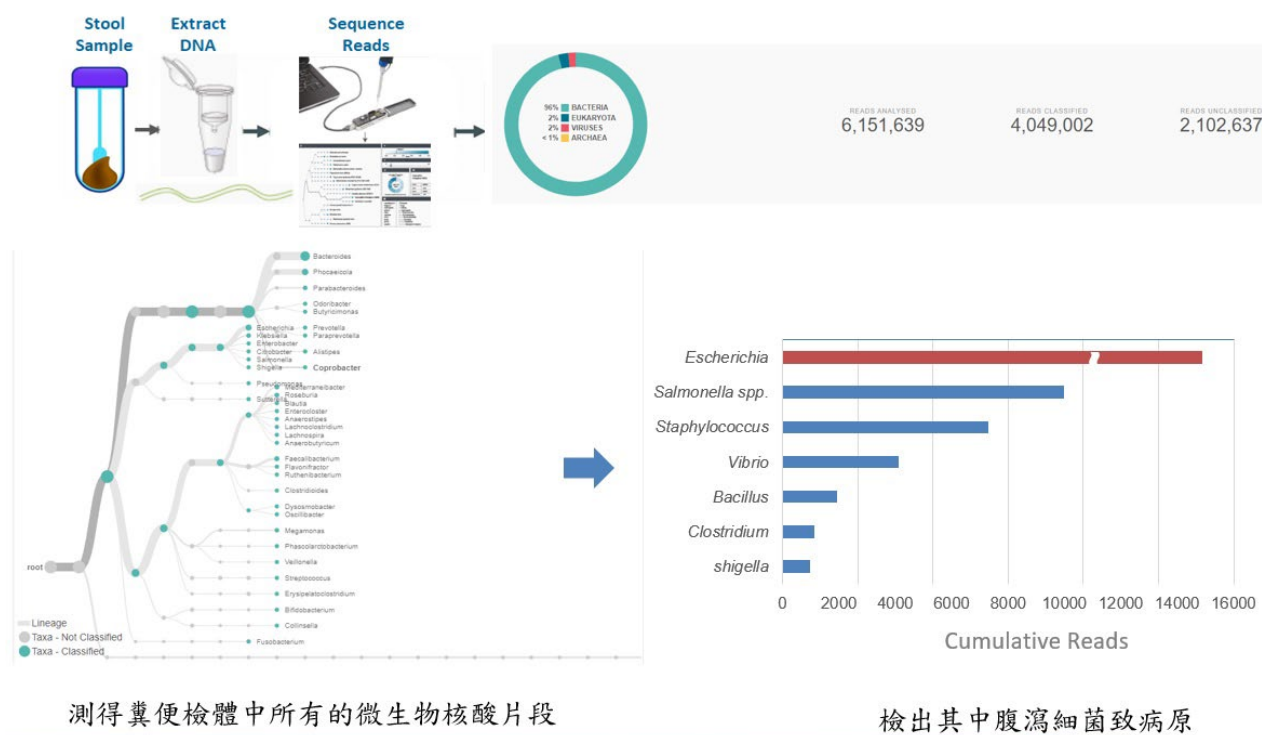 Stool
Sample
Extract
DNA
Sequence
Reads
96% BACTERIA
2% EUKARYOTA
2% VIRUSES
< 1% ARCHAEA
READS ANALYSED
6,151,639
READS CLASSIFIED
4,049,002
READS UNCLASSIFIED
2,102,637
Bacteroides
Phocaeicola
Parabacteroides
Odoribacter
Butyricimonas
Escherichia
Prevotella
Klebsiella
Paraprevotella
Enterobacter
Citrobacter
Alistipes
Salmonella
Shigella
Coprobacter
Pseudomonas
Mediterraneibacter
Roseburia
Sutterella
Blautia
Enterocloster
Anaerostipes
Lachnoclostridium
Lachnospira
Anaerobutyricum
Faecalibacterium
Flavonifractor
Ruthenibacterium
Clostridioides
Dysosmobacter
Oscillibacter
Megamonas
Phascolarctobacterium
Veillonella
root
Streptococcus
Erysipelatoclostridium
Bifidobacterium
Collinsella
Fusobacterium
Lineage
Taxa - Not Classified
Taxa - Classified
Escherichia
Salmonella spp.
Staphylococcus
Vibrio
Bacillus
Clostridium
shigella
0 2000 4000 6000 8000 10000 12000 14000 16000
Cumulative Reads
測得糞便檢體中所有的微生物核酸片段
檢出其中腹瀉細菌致病原